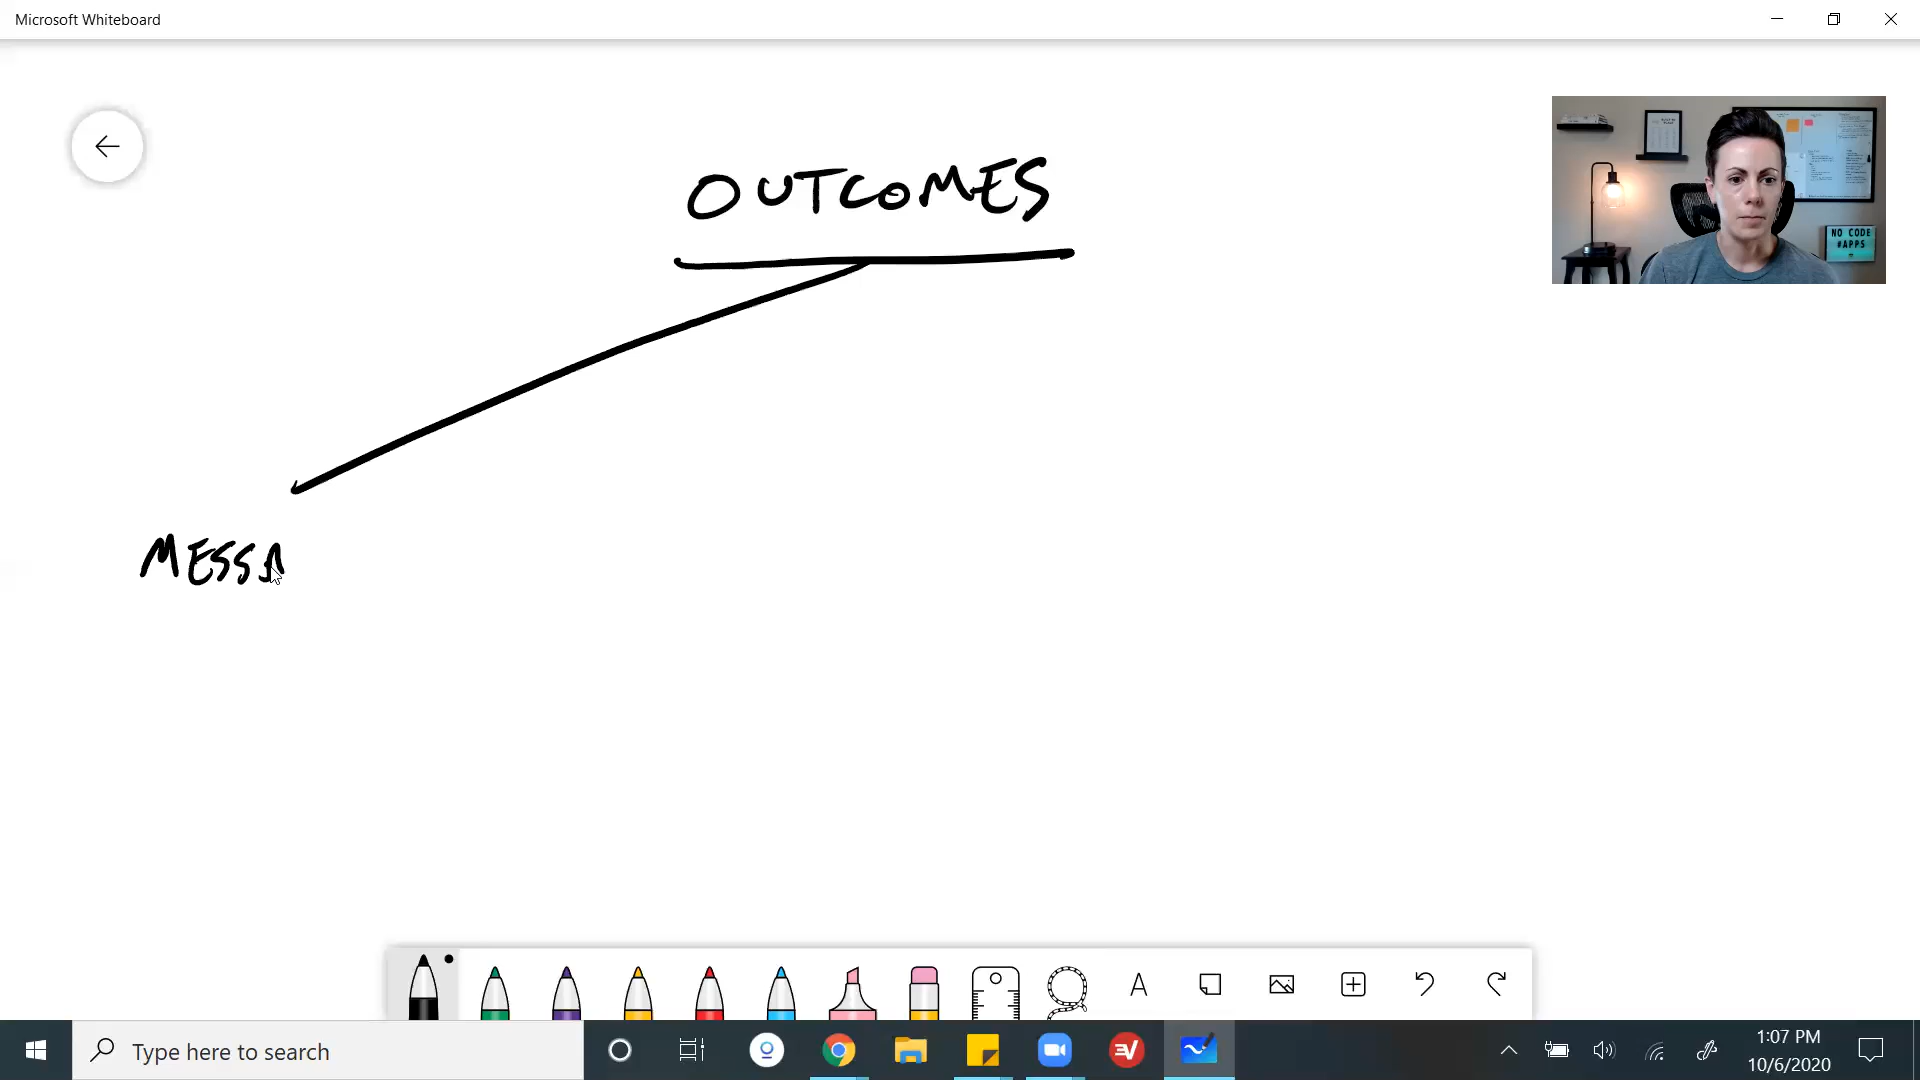 Microsoft Whiteboard
OUTCOMES
NO CODE
#APPS
MESSA
A
Type here to search
1:07 PM
10/6/2020